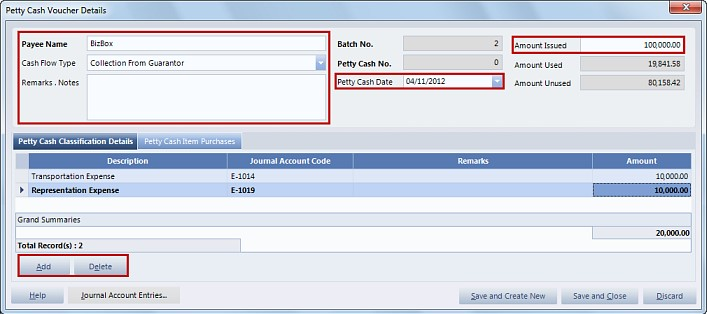 Petty Cash Voucher Details
Payee Name BizBox
Cash Flow Type Collection From Guarantor
Remarks . Notes
Batch No. 2
Petty Cash No. 0
Petty Cash Date 04/11/2012
Amount Issued 100,000.00
Amount Used 19,841.58
Amount Unused 80,158.42
Petty Cash Classification Details Petty Cash Item Purchases
Description Journal Account Code Remarks Amount
Transportation Expense E-1014 10,000.00
Representation Expense E-1019 10,000.00
Grand Summaries
20,000.00
Total Record(s) : 2
Add Delete
Help Journal Account Entries... Save and Create New Save and Close Discard